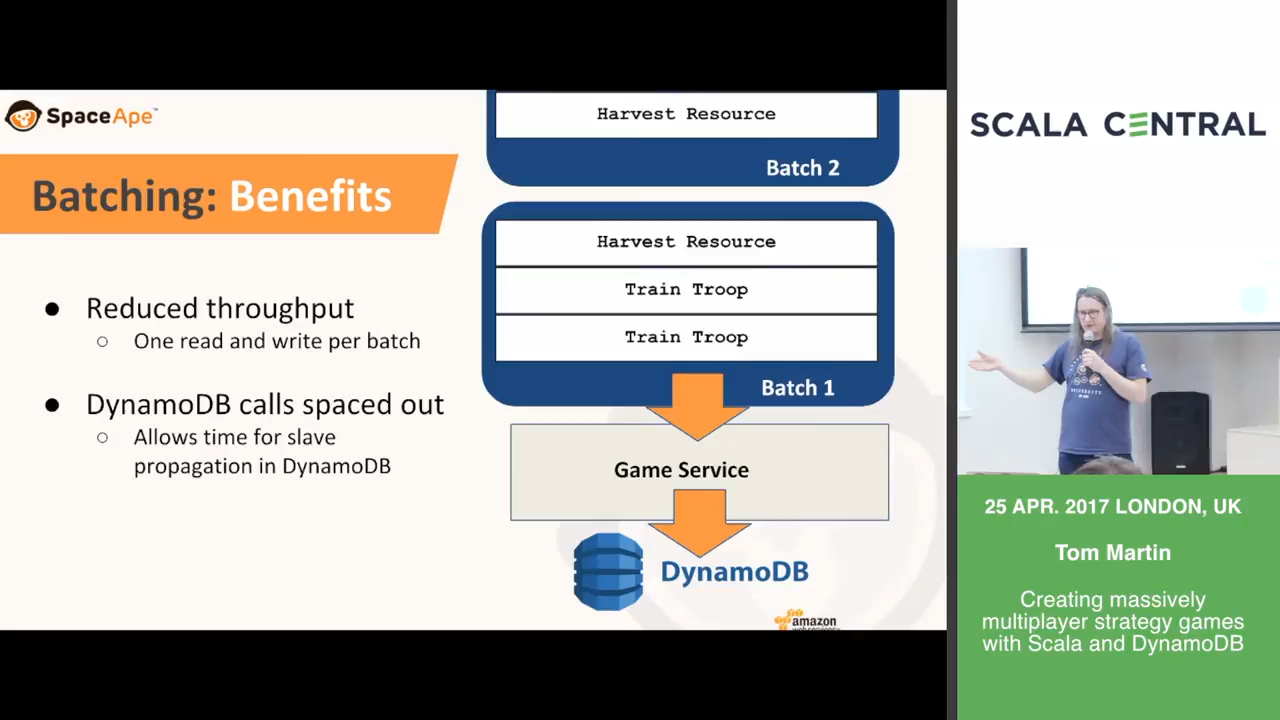 SpaceApe™
Batching: Benefits
● Reduced throughput
○ One read and write per batch
● DynamoDB calls spaced out
○ Allows time for slave
propagation in DynamoDB
Harvest Resource
Batch 2
Harvest Resource
Train Troop
Train Troop
Batch 1
Game Service
DynamoDB
amazon
SCALA CENTRAL
25 APR. 2017 LONDON, UK
Tom Martin
Creating massively
multiplayer strategy games
with Scala and DynamoDB